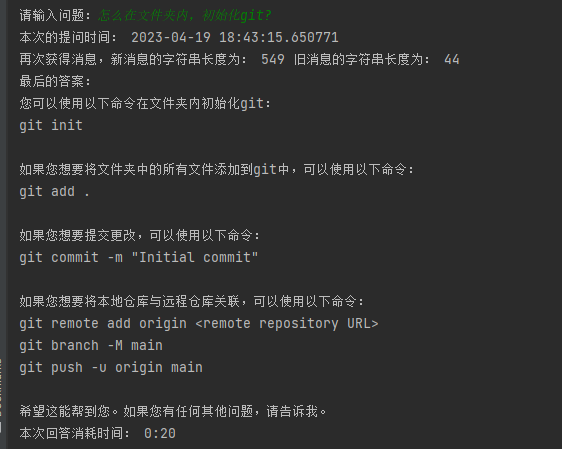 请输入问题：怎么在文件夹内，初始化git?
本次的提问时间： 2023-04-19 18:43:15.650771
再次获得消息，新消息的字符串长度为： 549 旧消息的字符串长度为： 44
最后的答案：
您可以使用以下命令在文件夹内初始化git：
git init
如果您想要将文件夹中的所有文件添加到git中，可以使用以下命令：
git add .
如果您想要提交更改，可以使用以下命令：
git commit -m "Initial commit"
如果您想要将本地仓库与远程仓库关联，可以使用以下命令：
git remote add origin <remote repository URL>
git branch -M main
git push -u origin main
希望这能帮到您。如果您有任何其他问题，请告诉我。
本次回答消耗时间： 0:20